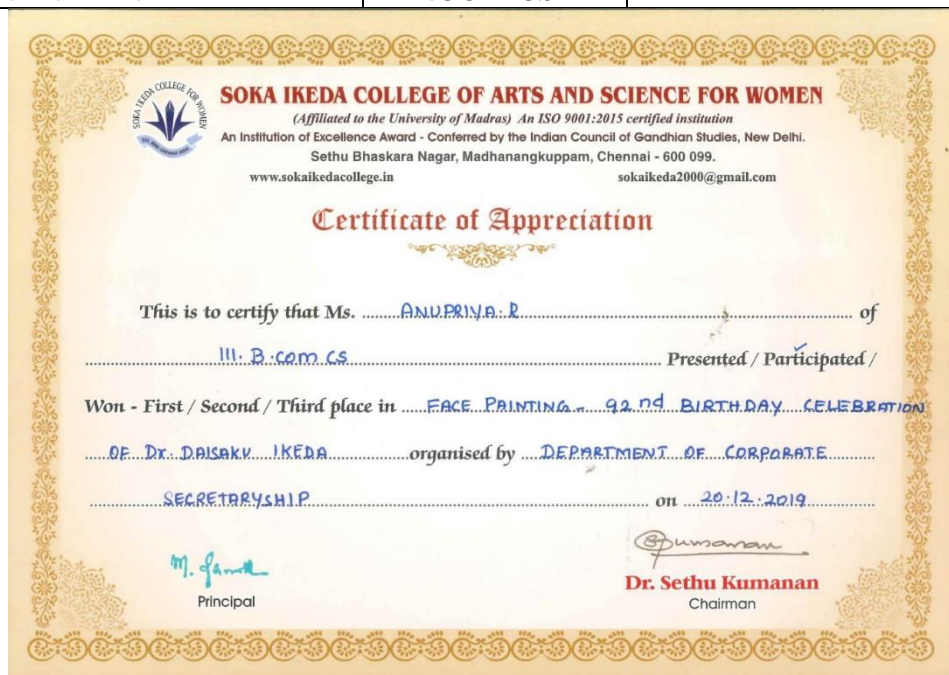 SOKA IKEDA COLLEGE FOR WOMEN
SOKA IKEDA COLLEGE OF ARTS AND SCIENCE FOR WOMEN
(Affiliated to the University of Madras) An ISO 9001:2015 certified institution
An Institution of Excellence Award - Conferred by the Indian Council of Gandhian Studies, New Delhi.
Sethu Bhaskara Nagar, Madhanangkuppam, Chennai - 600 099.
www.sokaikedacollege.in sokaikeda2000@gmail.com
Certificate of Appreciation
This is to certify that Ms. ANUPRIYA. R of
III. B.com CS Presented / Participated /
Won - First / Second / Third place in FACE PAINTING - 92nd BIRTHDAY CELEBRATION
OF Dr. DAISAKU IKEDA organised by DEPARTMENT OF CORPORATE
SECRETARYSHIP on 20.12.2019
Principal
Dr. Sethu Kumanan
Chairman